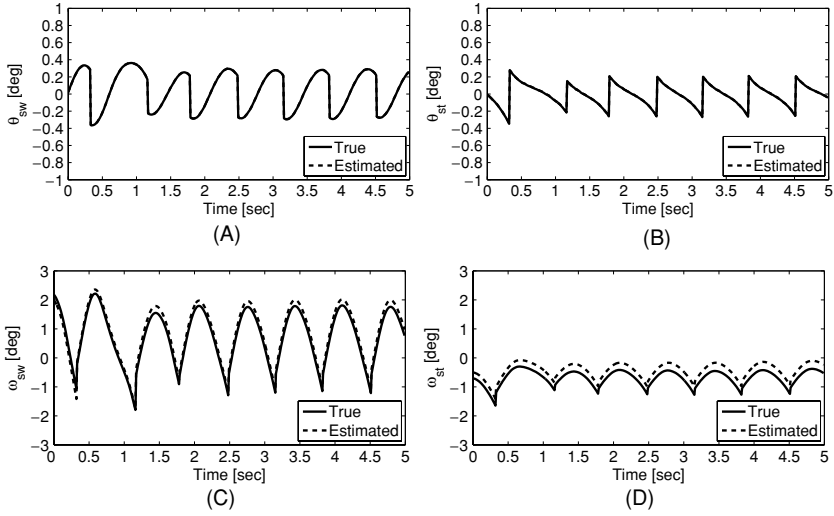 1
0.8
0.6
0.4
0.2
0
−0.2
−0.4
−0.6
−0.8
−1
θsw [deg]
0 0.5 1 1.5 2 2.5 3 3.5 4 4.5 5
Time [sec]
True
Estimated
(A)
1
0.8
0.6
0.4
0.2
0
−0.2
−0.4
−0.6
−0.8
−1
θst [deg]
0 0.5 1 1.5 2 2.5 3 3.5 4 4.5 5
Time [sec]
True
Estimated
(B)
3
2
1
0
−1
−2
−3
ωsw [deg]
0 0.5 1 1.5 2 2.5 3 3.5 4 4.5 5
Time [sec]
True
Estimated
(C)
3
2
1
0
−1
−2
−3
ωst [deg]
0 0.5 1 1.5 2 2.5 3 3.5 4 4.5 5
Time [sec]
True
Estimated
(D)